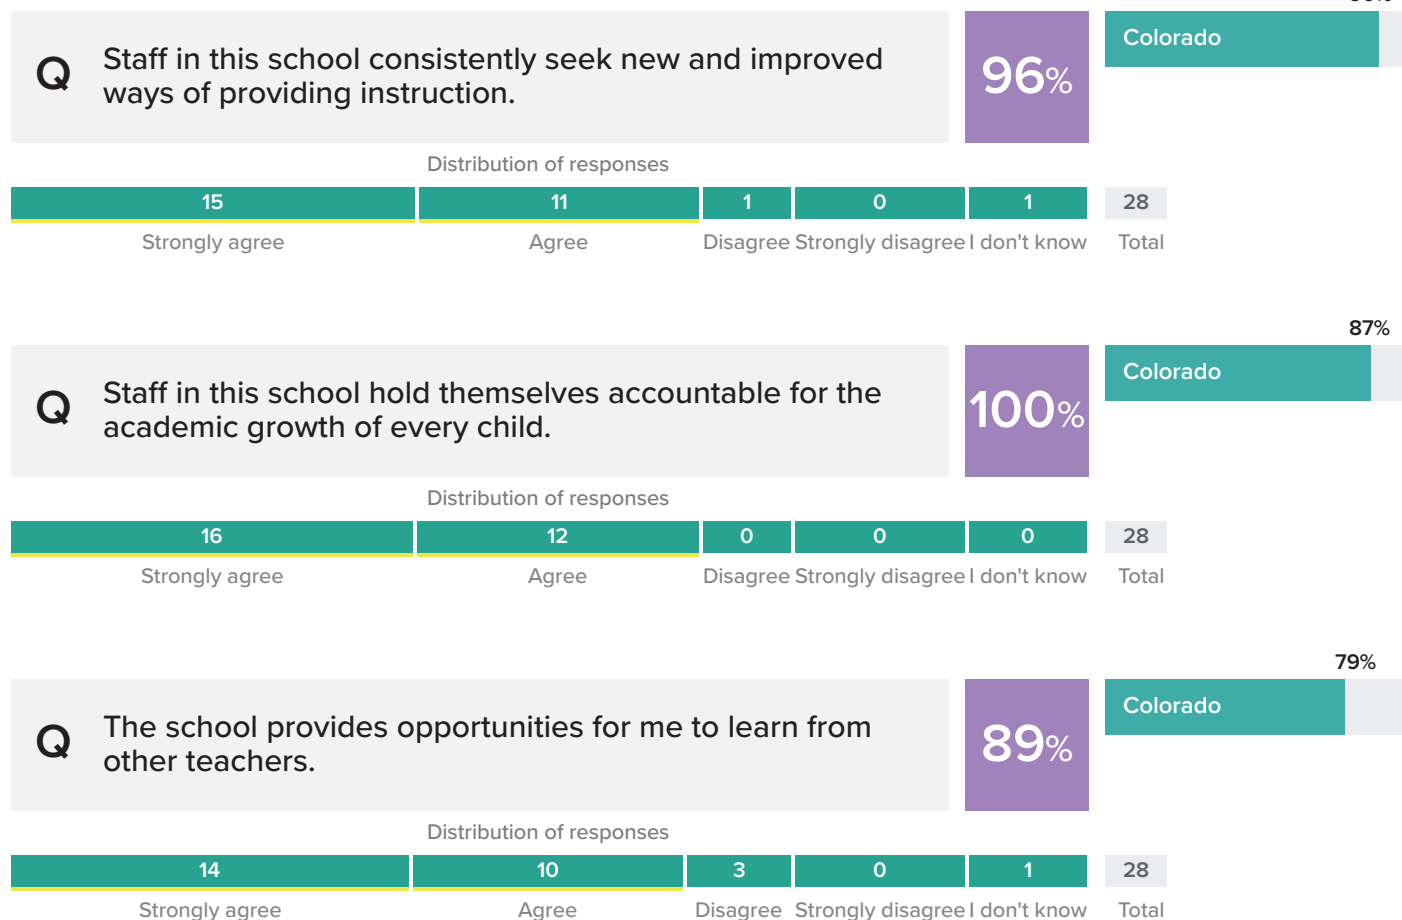 Q
Staff in this school consistently seek new and improved
ways of providing instruction.
96%
Colorado
Distribution of responses
15 11 1 0 1 28
Strongly agree Agree Disagree Strongly disagree I don't know Total
87%
Q
Staff in this school hold themselves accountable for the
academic growth of every child.
100%
Colorado
Distribution of responses
16 12 0 0 0 28
Strongly agree Agree Disagree Strongly disagree I don't know Total
79%
Q
The school provides opportunities for me to learn from
other teachers.
89%
Colorado
Distribution of responses
14 10 3 0 1 28
Strongly agree Agree Disagree Strongly disagree I don't know Total